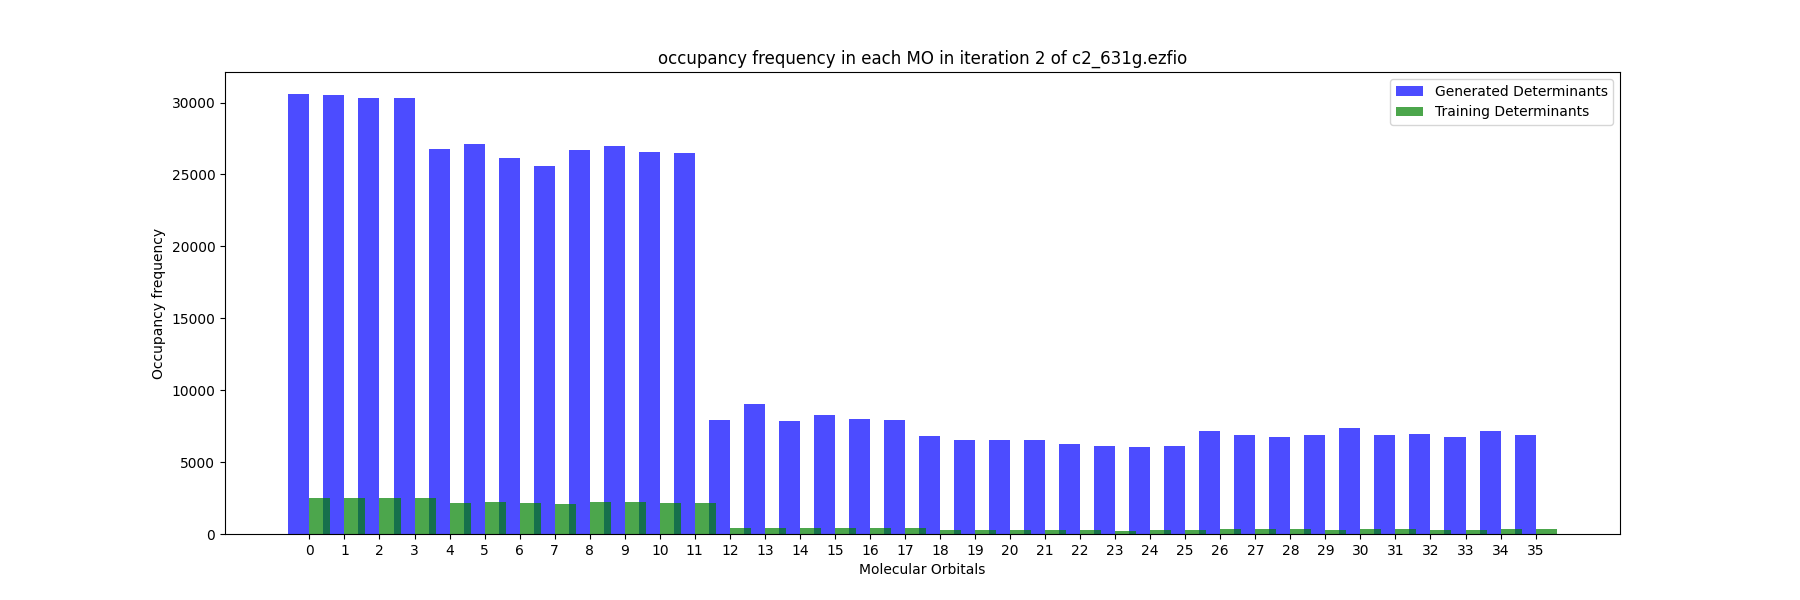 occupancy frequency in each MO in iteration 2 of c2_631g.ezfio
Generated Determinants
Training Determinants
Occupancy frequency
30000
25000
20000
15000
10000
5000
0
0 1 2 3 4 5 6 7 8 9 10 11 12 13 14 15 16 17 18 19 20 21 22 23 24 25 26 27 28 29 30 31 32 33 34 35
Molecular Orbitals